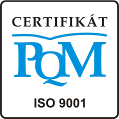 CERTIFIKÁT
PQM
ISO 9001